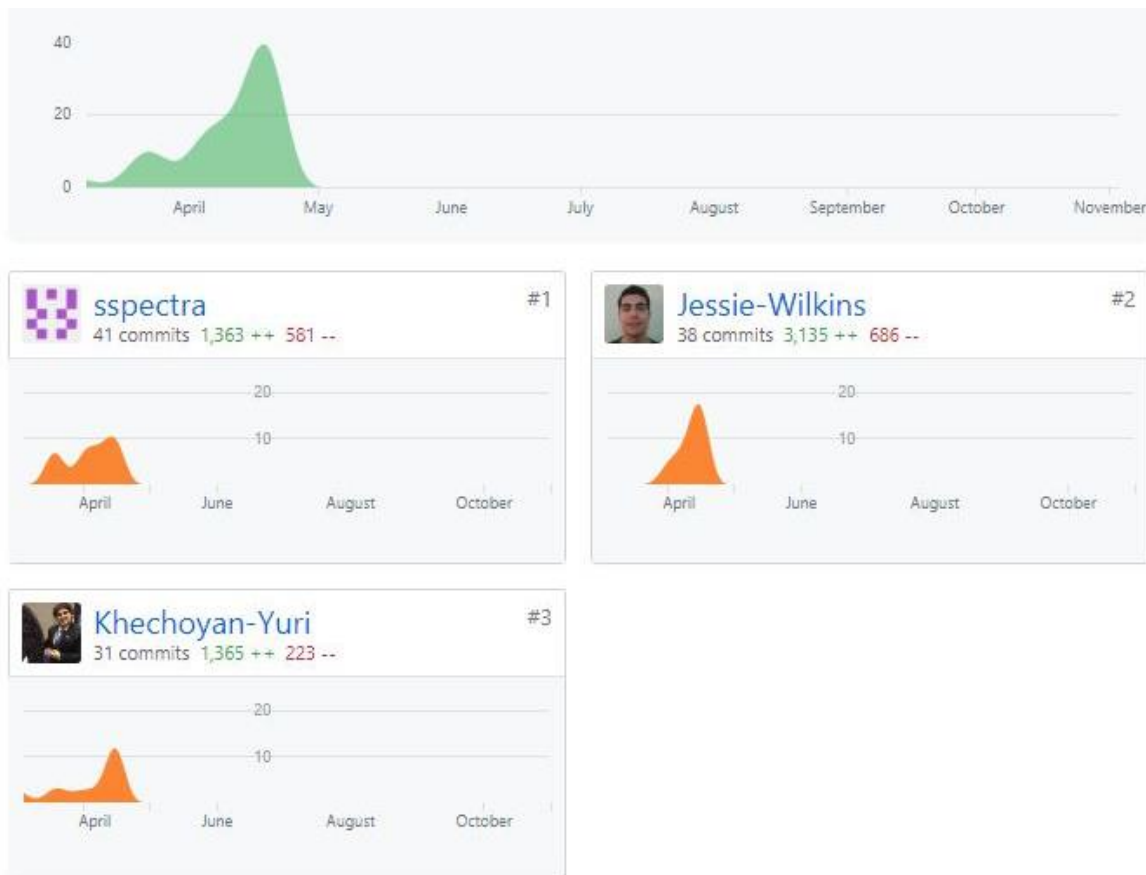 40
20
0
April May June July August September October November
sspectra #1
41 commits 1,363 ++ 581 --
20
10
April June August October
Jessie-Wilkins #2
38 commits 3,135 ++ 686 --
20
10
April June August October
Khechoyan-Yuri #3
31 commits 1,365 ++ 223 --
20
10
April June August October